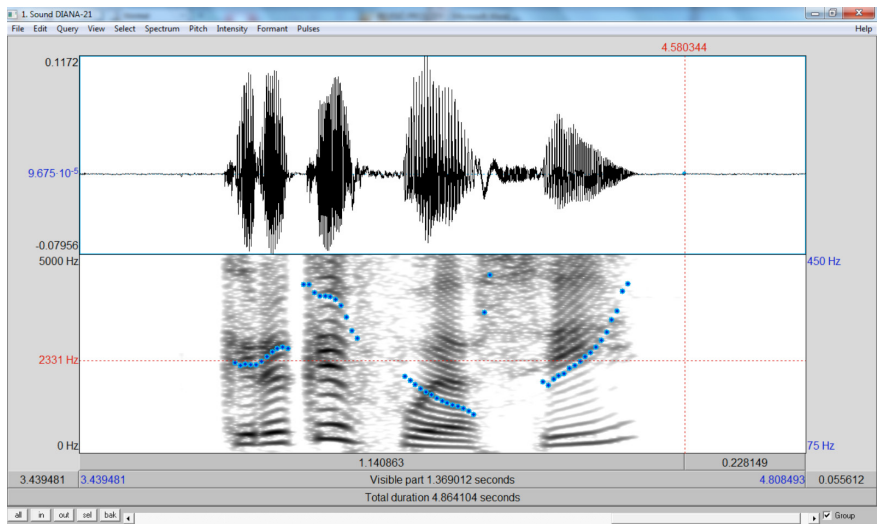 1. Sound DIANA-21
File Edit Query View Select Spectrum Pitch Intensity Formant Pulses Help
4.580344
0.1172
9.675·10-5
-0.07956
5000 Hz 450 Hz
2331 Hz
0 Hz 75 Hz
1.140863 0.228149
3.439481 3.439481 Visible part 1.369012 seconds 4.808493 0.055612
Total duration 4.864104 seconds
all in out sel bak Group